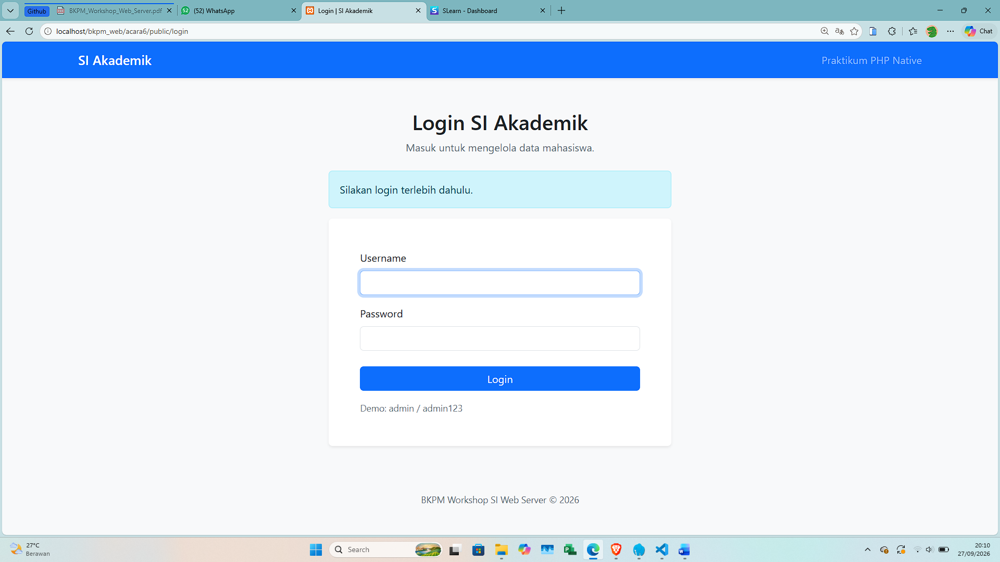 Github
BKPM_Workshop_Web_Server.pdf
52
(52) WhatsApp
Login | SI Akademik
S
SLearn - Dashboard
localhost/bkpm_web/acara6/public/login
Chat
SI Akademik
Praktikum PHP Native
Login SI Akademik
Masuk untuk mengelola data mahasiswa.
Silakan login terlebih dahulu.
Username
Password
Login
Demo: admin / admin123
BKPM Workshop SI Web Server © 2026
27°C
Berawan
Search
20:10
27/09/2026